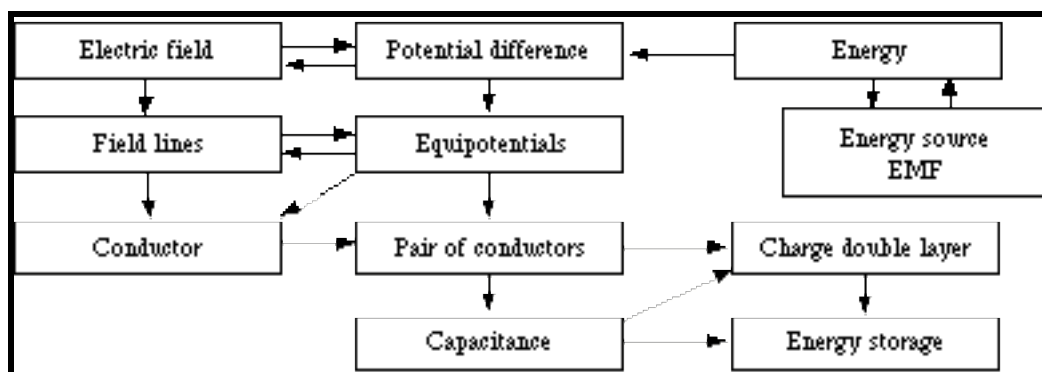 Electric field
Potential difference
Energy
Field lines
Equipotentials
Energy source
EMF
Conductor
Pair of conductors
Charge double layer
Capacitance
Energy storage